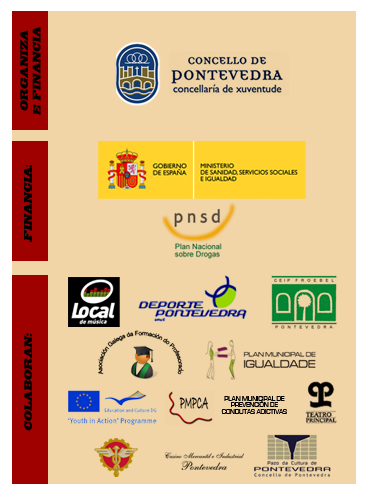 ORGANIZA
E FINANCIA
CONCELLO DE
PONTEVEDRA
concellaría de xuventude
FINANCIA:
GOBIERNO
DE ESPAÑA
MINISTERIO
DE SANIDAD, SERVICIOS SOCIALES
E IGUALDAD
pnsd
Plan Nacional
sobre Drogas
COLABORAN:
Local
de música
DEPORTE
PONTEVEDRA
CEIP FROEBEL
PONTEVEDRA
Asociación Galega da Formación do Profesorado
PLAN MUNICIPAL DE
IGUALDADE
Education and Culture DG
'Youth in Action' Programme
PMPCA
PLAN MUNICIPAL DE
PREVENCIÓN DE
CONDUTAS ADICTIVAS
TEATRO
PRINCIPAL
Casino Mercantil e Industrial
Pontevedra
Pazo da Cultura de
PONTEVEDRA
Concello de Pontevedra